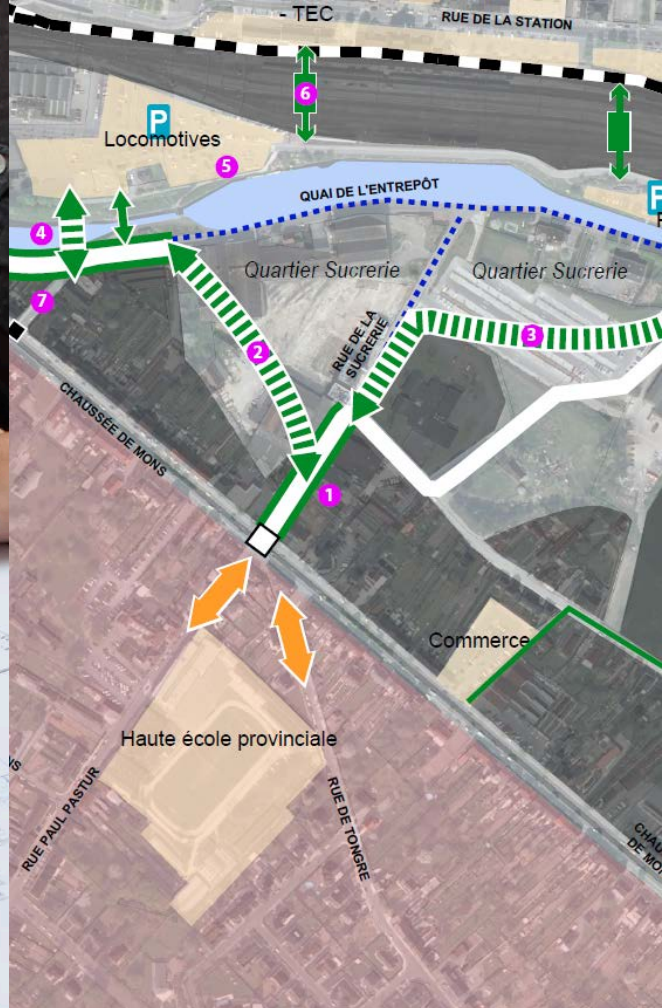 - TEC
RUE DE LA STATION
6
P
Locomotives
5
QUAI DE L'ENTREPÔT
P
4
Quartier Sucrerie
Quartier Sucrerie
7
2
RUE DE LA
SUCRERIE
3
CHAUSSÉE DE MONS
1
Commerce
Haute école provinciale
RUE PAUL PASTUR
RUE DE TONGRE
DE MONS